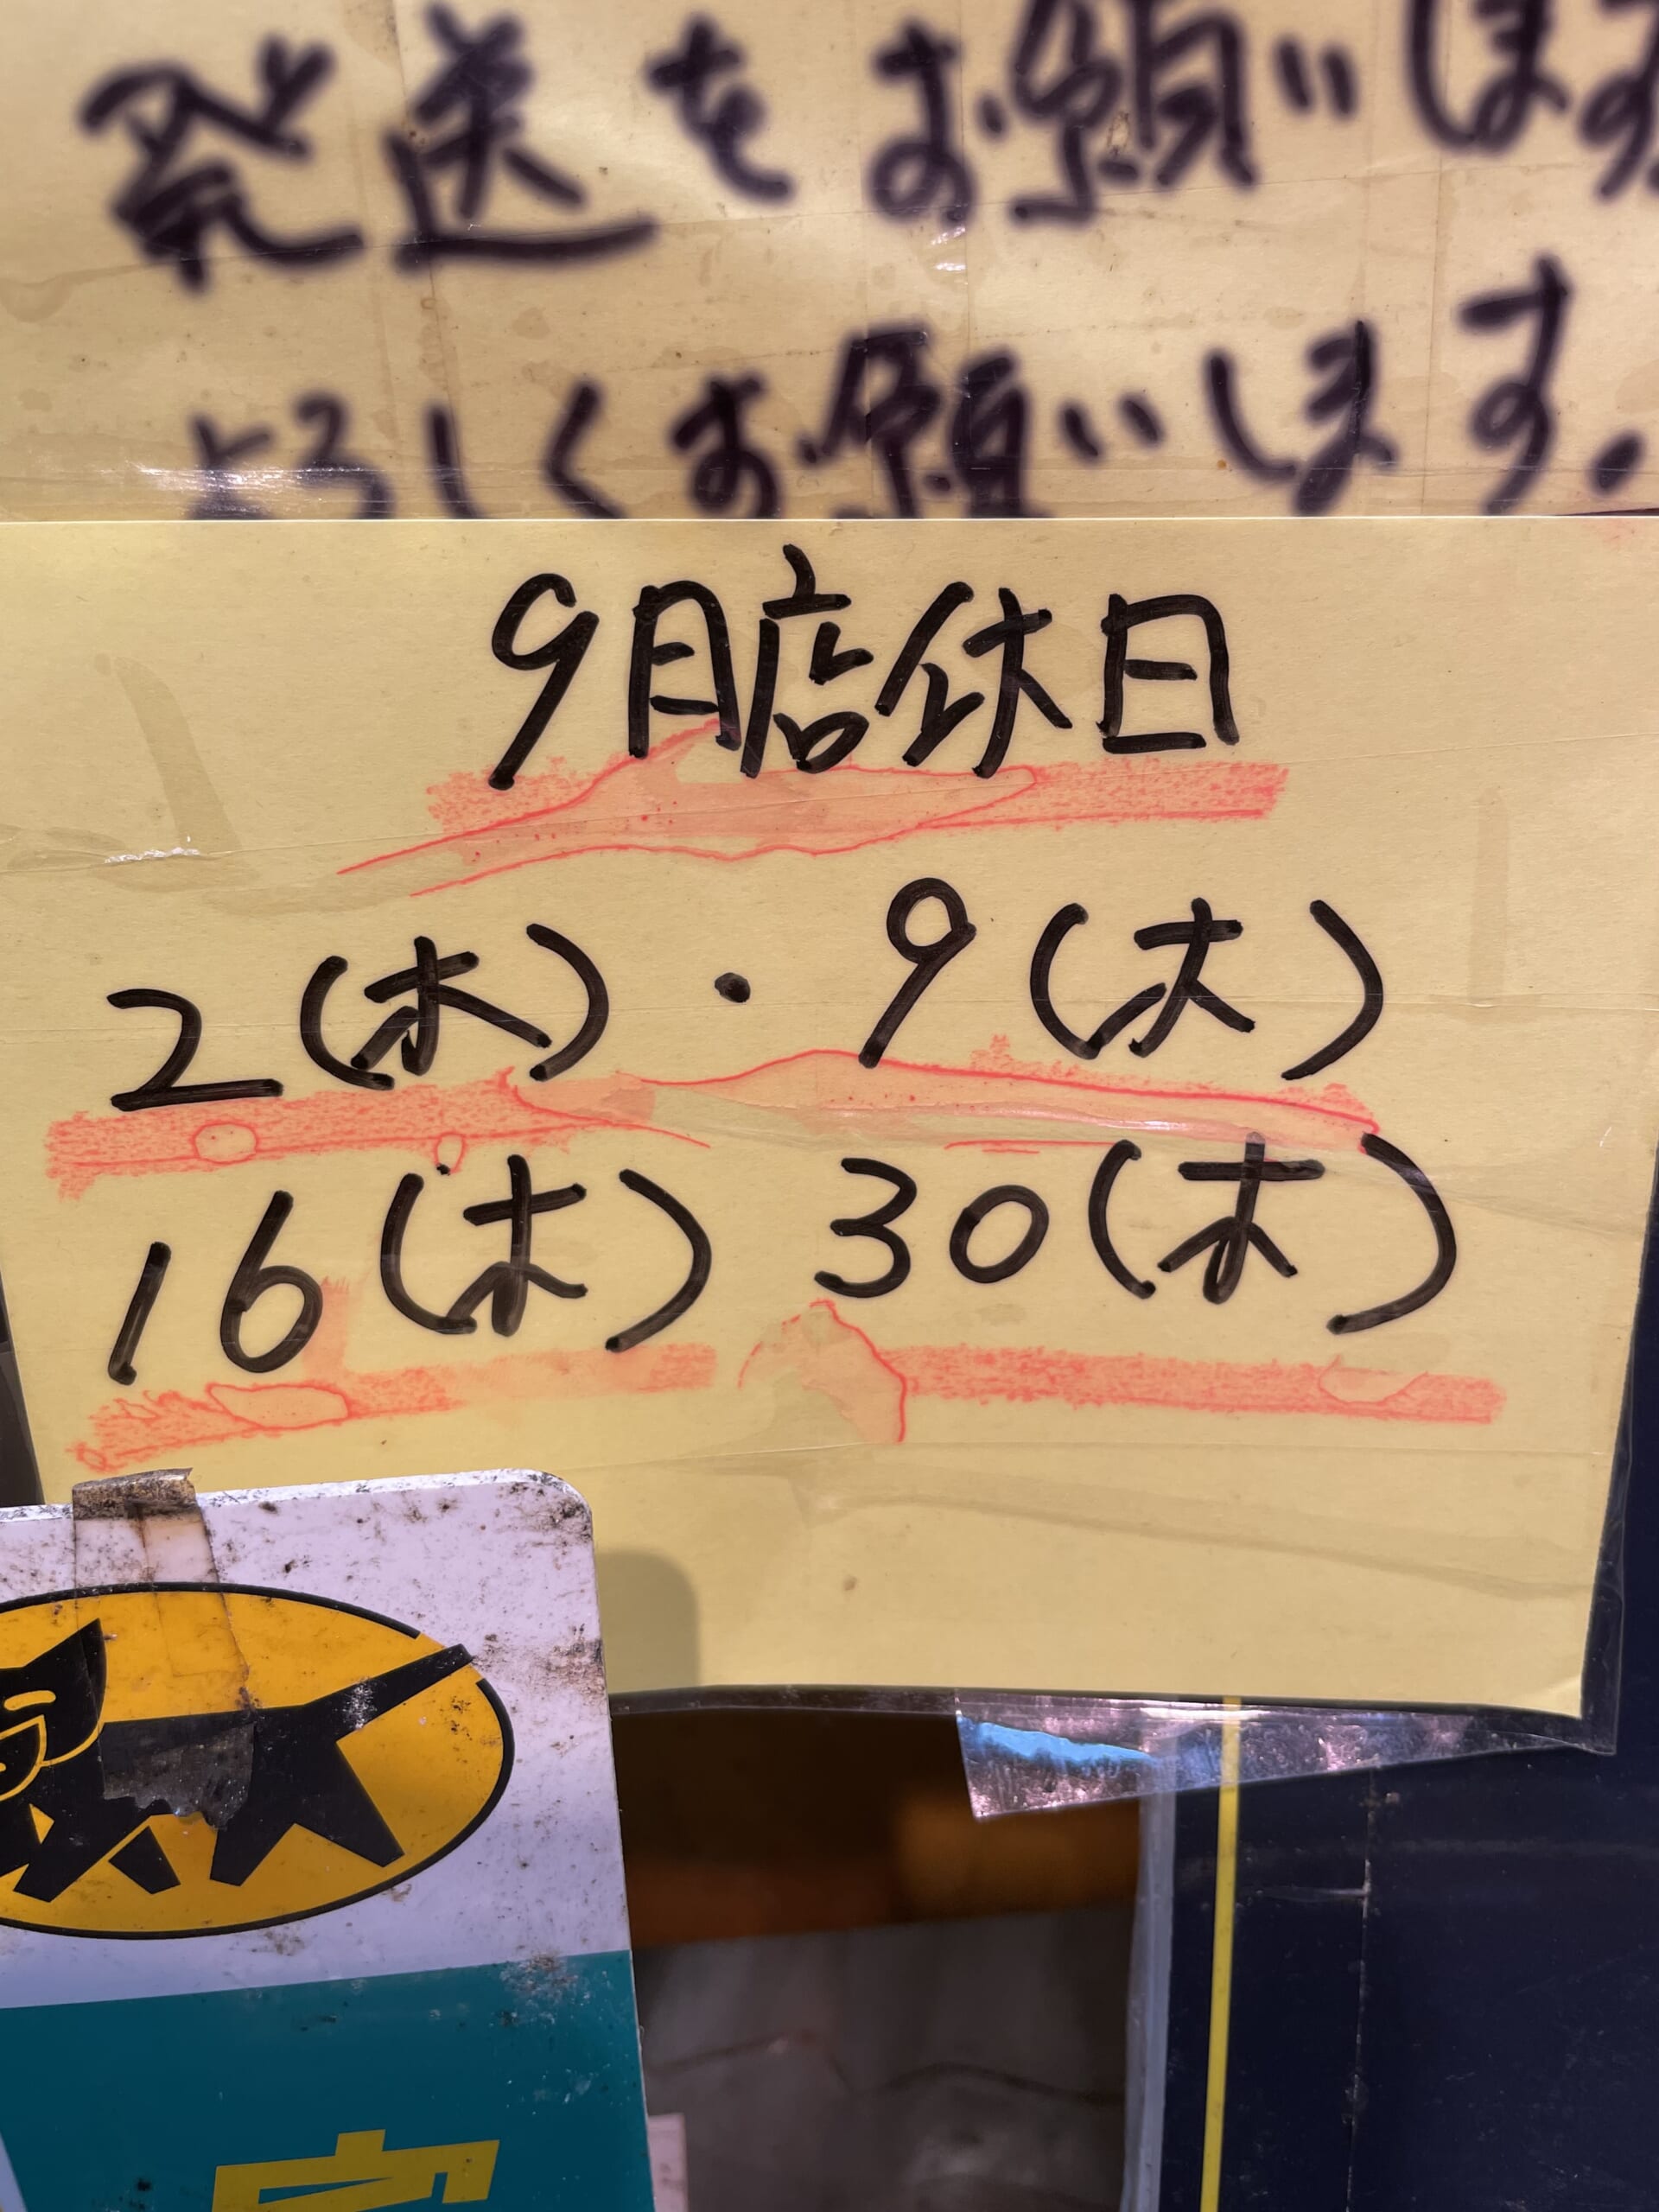 発送をお願いします
よろしくお願いします.
9月店休日
2(木)・9(木)
16(木) 30(木)